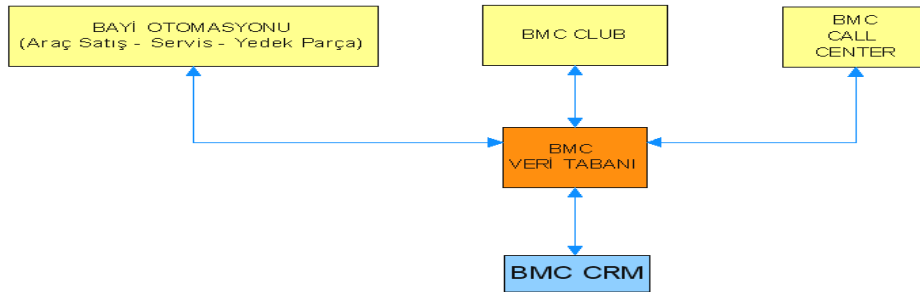 BAYİ OTOMASYONU
(Araç Satış - Servis - Yedek Parça)
BMC CLUB
BMC
CALL
CENTER
BMC
VERİ TABANI
BMC CRM